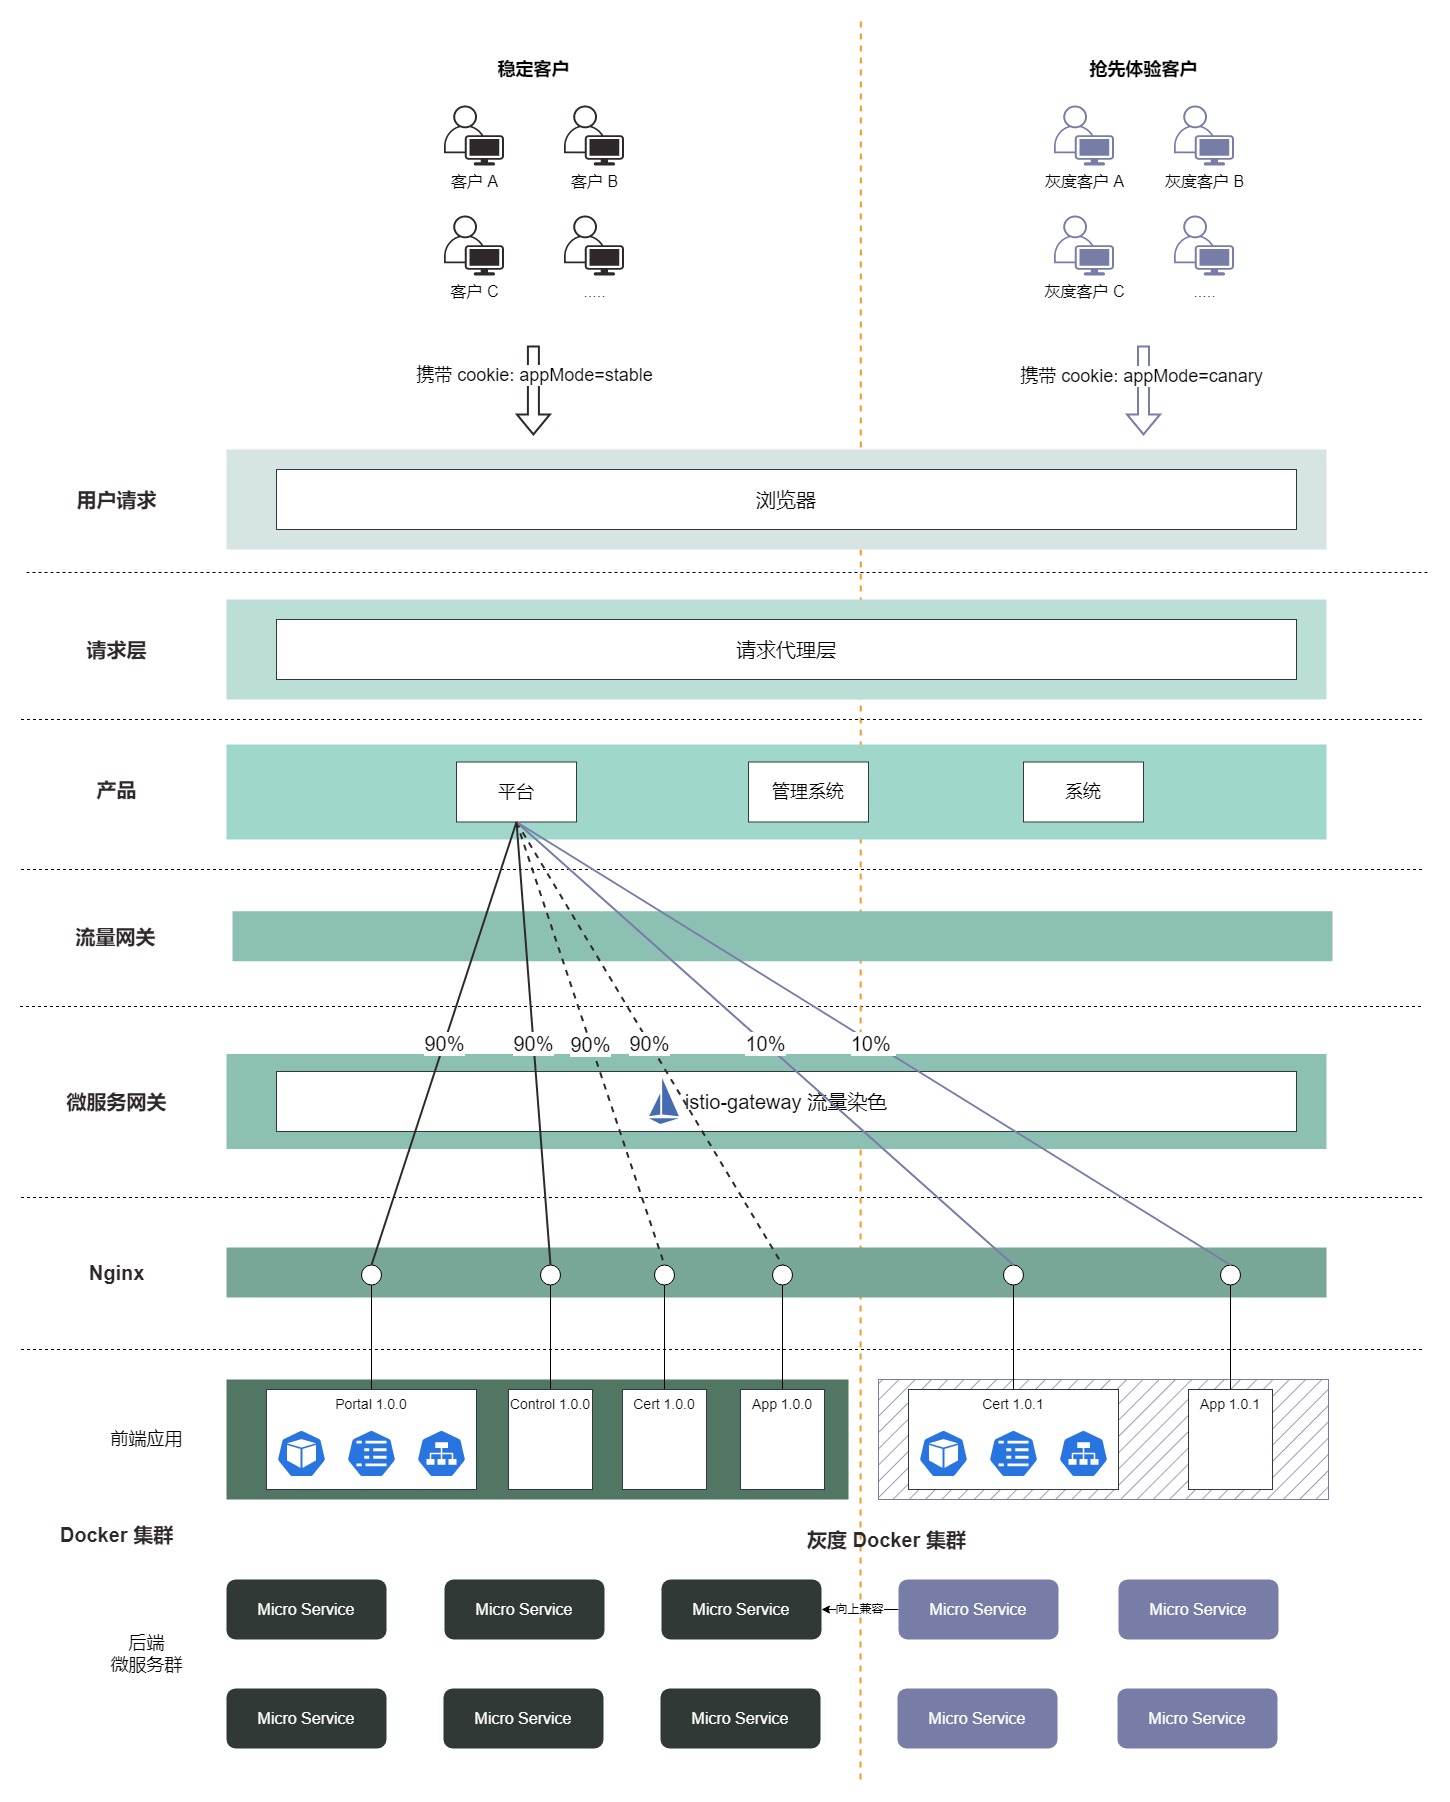 稳定客户
抢先体验客户
客户 A
客户 B
灰度客户 A
灰度客户 B
客户 C
.....
灰度客户 C
.....
携带 cookie: appMode=stable
携带 cookie: appMode=canary
用户请求
浏览器
请求层
请求代理层
产品
平台
管理系统
系统
流量网关
90%
90%
90%
90%
10%
10%
微服务网关
istio-gateway 流量染色
Nginx
前端应用
Portal 1.0.0
Control 1.0.0
Cert 1.0.0
App 1.0.0
Cert 1.0.1
App 1.0.1
Docker 集群
灰度 Docker 集群
Micro Service
Micro Service
Micro Service
向上兼容
Micro Service
Micro Service
后端
微服务群
Micro Service
Micro Service
Micro Service
Micro Service
Micro Service